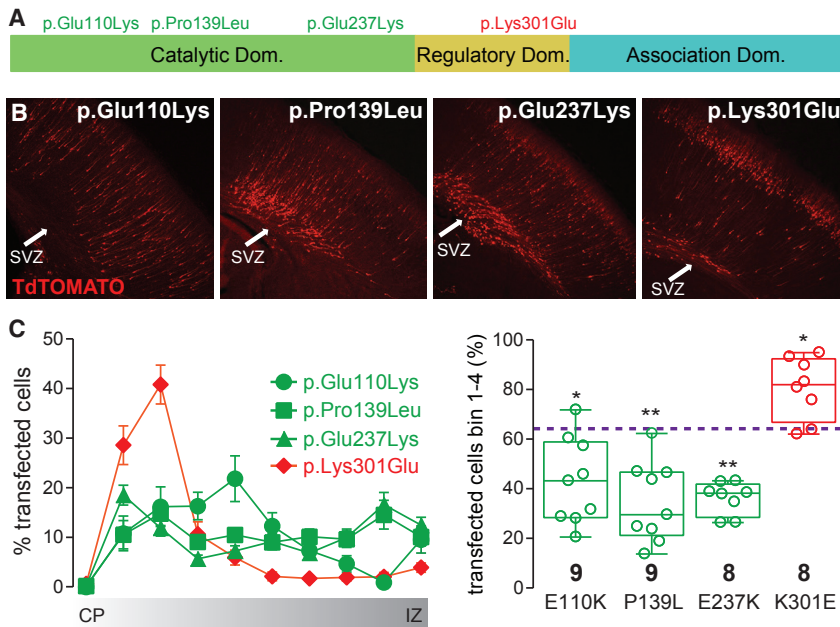 A
p.Glu110Lys p.Pro139Leu p.Glu237Lys p.Lys301Glu
Catalytic Dom. Regulatory Dom. Association Dom.
B
p.Glu110Lys p.Pro139Leu p.Glu237Lys p.Lys301Glu
SVZ SVZ SVZ SVZ
TdTOMATO
C
% transfected cells
50
40
30
20
10
0
p.Glu110Lys
p.Pro139Leu
p.Glu237Lys
p.Lys301Glu
CP IZ
transfected cells bin 1-4 (%)
100
80
60
40
20
0
* ** ** *
9 9 8 8
E110K P139L E237K K301E